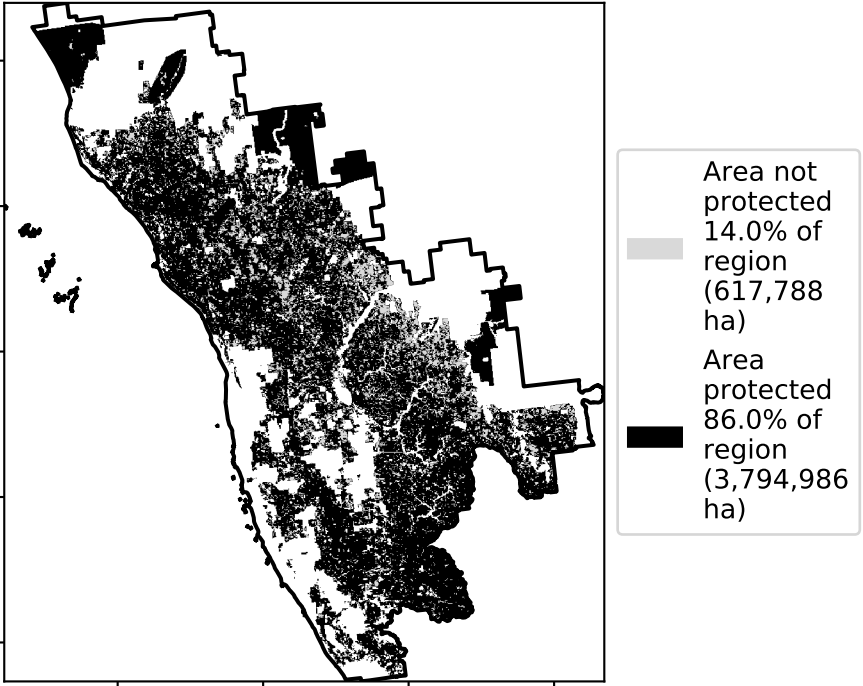 Area not
protected
14.0% of
region
(617,788
ha)
Area
protected
86.0% of
region
(3,794,986
ha)